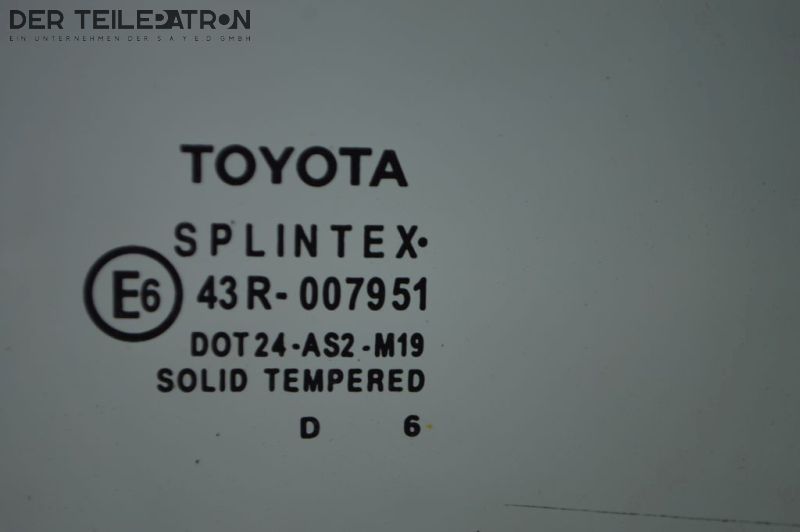 DER TEILEPATRON
EIN UNTERNEHMEN DER S A Y E D GMBH
TOYOTA
SPLINTEX
E6 43R-007951
DOT24-AS2-M19
SOLID TEMPERED
D 6